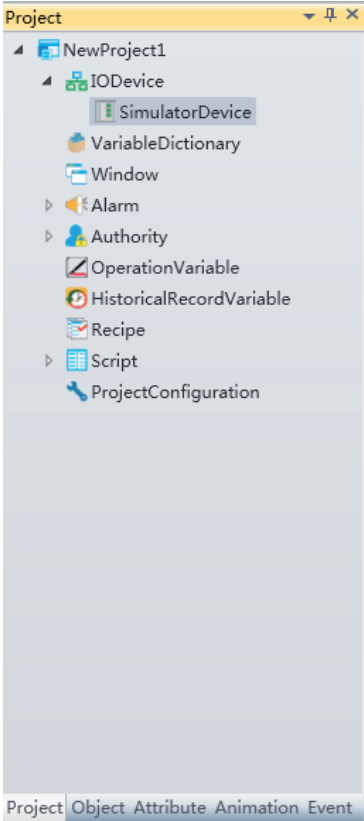 Project
NewProject1
IODevice
SimulatorDevice
VariableDictionary
Window
Alarm
Authority
OperationVariable
HistoricalRecordVariable
Recipe
Script
ProjectConfiguration
Project Object Attribute Animation Event